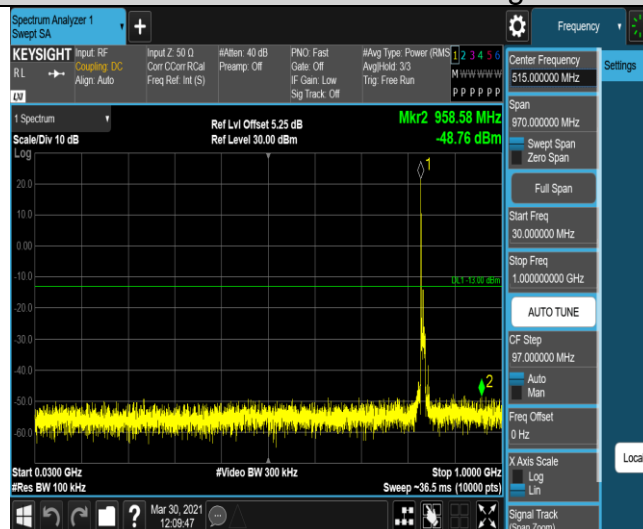 Spectrum Analyzer 1
Swept SA
+
Frequency
KEYSIGHT
RL
LXI
Input: RF
Coupling: DC
Align: Auto
Input Z: 50 Ω
Corr CCorr RCal
Freq Ref: Int (S)
#Atten: 40 dB
Preamp: Off
PNO: Fast
Gate: Off
IF Gain: Low
Sig Track: Off
#Avg Type: Power (RMS
Avg|Hold: 3/3
Trig: Free Run
1 2 3 4 5 6
M W W W W W
P P P P P P
1 Spectrum
Scale/Div 10 dB
Log
Ref Lvl Offset 5.25 dB
Ref Level 30.00 dBm
Mkr2 958.58 MHz
-48.76 dBm
1
20.0
10.0
0.00
-10.0
DL1 -13.00 dBm
-20.0
-30.0
-40.0
2
-50.0
-60.0
Start 0.0300 GHz
#Res BW 100 kHz
#Video BW 300 kHz
Stop 1.0000 GHz
Sweep ~36.5 ms (10000 pts)
?
Mar 30, 2021
12:09:47
Center Frequency
515.000000 MHz
Span
970.000000 MHz
Swept Span
Zero Span
Full Span
Start Freq
30.000000 MHz
Stop Freq
1.000000000 GHz
AUTO TUNE
CF Step
97.000000 MHz
Auto
Man
Freq Offset
0 Hz
X Axis Scale
Log
Lin
Signal Track
(Span Zoom)
Settings
Local